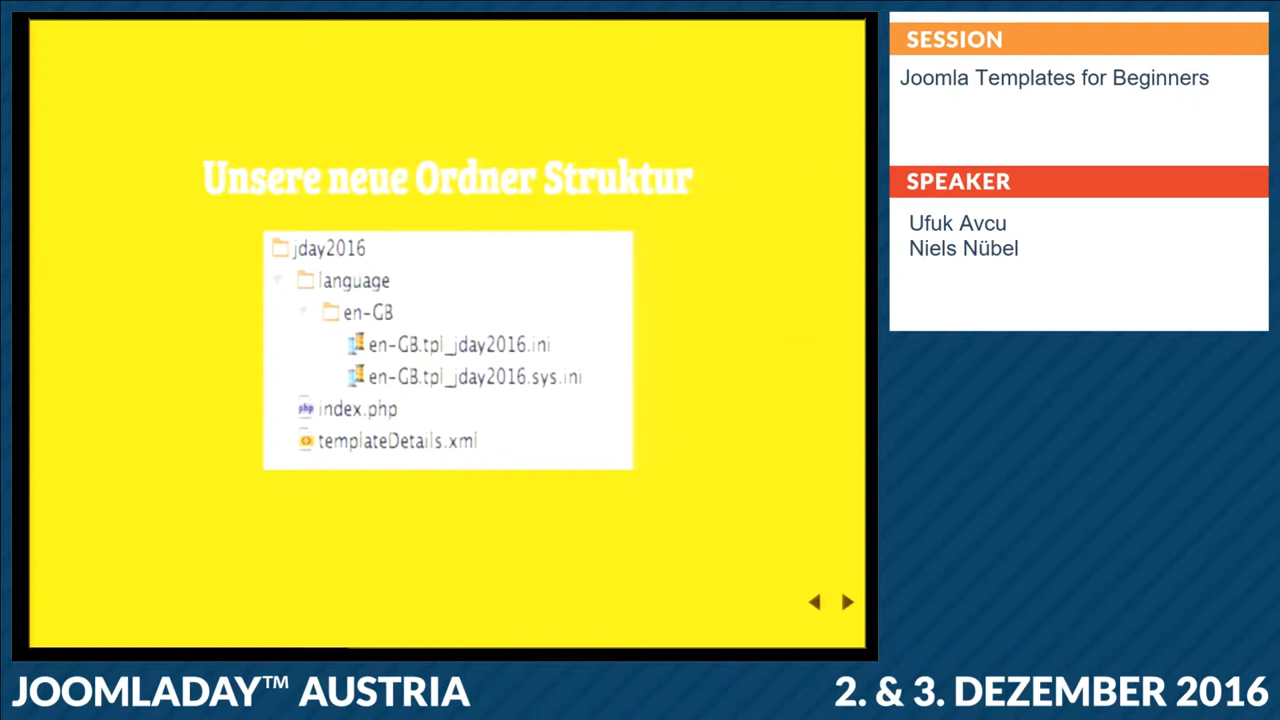 Unsere neue Ordner Struktur
jday2016
language
en-GB
en-GB.tpl_jday2016.ini
en-GB.tpl_jday2016.sys.ini
php index.php
templateDetails.xml
SESSION
Joomla Templates for Beginners
SPEAKER
Ufuk Avcu
Niels Nübel
JOOMLADAY™ AUSTRIA
2. & 3. DEZEMBER 2016